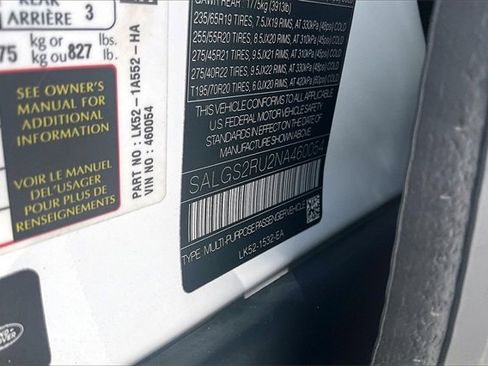 REAR
ARRIÈRE 3
75 kg or 827 lbs.
kg ou lb.
SEE OWNER'S
MANUAL FOR
ADDITIONAL
INFORMATION
VOIR LE MANUEL
DE L'USAGER
POUR PLUS DE
RENSEIGNEMENTS
PART NO : LK52-1A552-HA
VIN NO : 460054
GAWR REAR 1775kg (3913lb)
235/65R19 TIRES, 7.5JX19 RIMS, AT 330kPa (48psi) COLD
255/55R20 TIRES, 8.5JX20 RIMS, AT 310kPa COLD
275/45R21 TIRES, 9.5JX21 RIMS, AT 310kPa COLD
275/40R22 TIRES, 9.5JX22 RIMS, AT 330kPa (48psi) COLD
T195/70R20 TIRES, 6.0JX20 RIMS, AT 420kPa (60psi) COLD
THIS VEHICLE CONFORMS TO ALL APPLICABLE
U.S. FEDERAL MOTOR VEHICLE SAFETY
STANDARDS IN EFFECT ON THE DATE OF
MANUFACTURE SHOWN ABOVE
SALGS2RU2NA460054
TYPE: MULTI-PURPOSE PASSENGER VEHICLE
LK52-1532-EA
LAND
ROVER